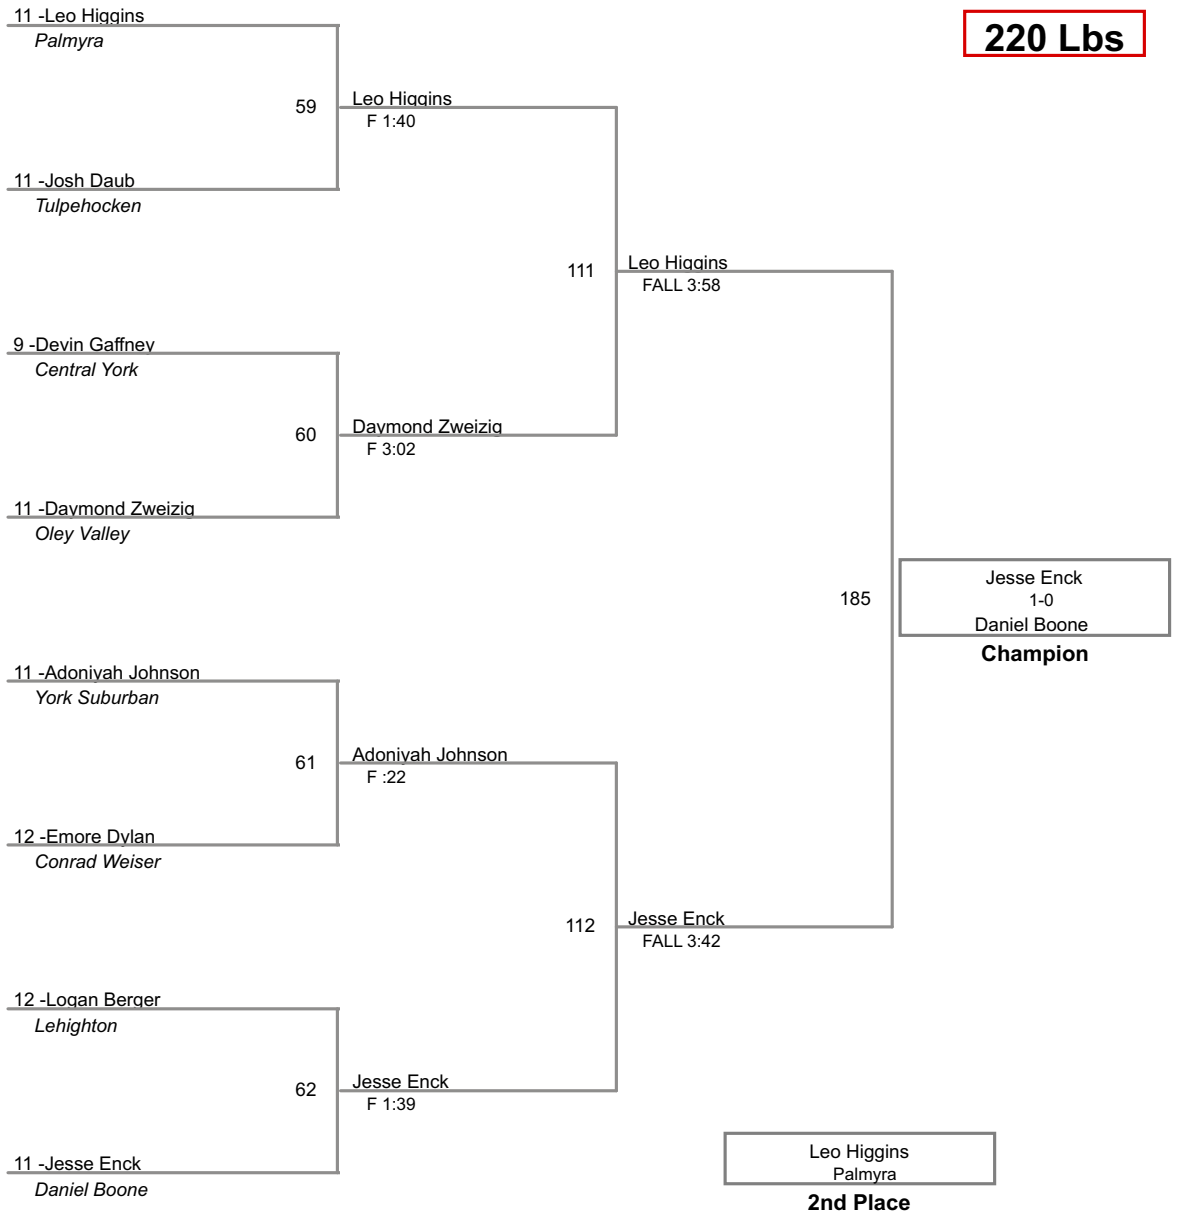 11 -Leo Higgins
Palmyra
220 Lbs
59
Leo Higgins
F 1:40
11 -Josh Daub
Tulpehocken
111
Leo Higgins
FALL 3:58
9 -Devin Gaffney
Central York
60
Daymond Zweizig
F 3:02
11 -Daymond Zweizig
Oley Valley
185
Jesse Enck
1-0
Daniel Boone
Champion
11 -Adoniyah Johnson
York Suburban
61
Adoniyah Johnson
F :22
12 -Emore Dylan
Conrad Weiser
112
Jesse Enck
FALL 3:42
12 -Logan Berger
Lehighton
62
Jesse Enck
F 1:39
11 -Jesse Enck
Daniel Boone
Leo Higgins
Palmyra
2nd Place